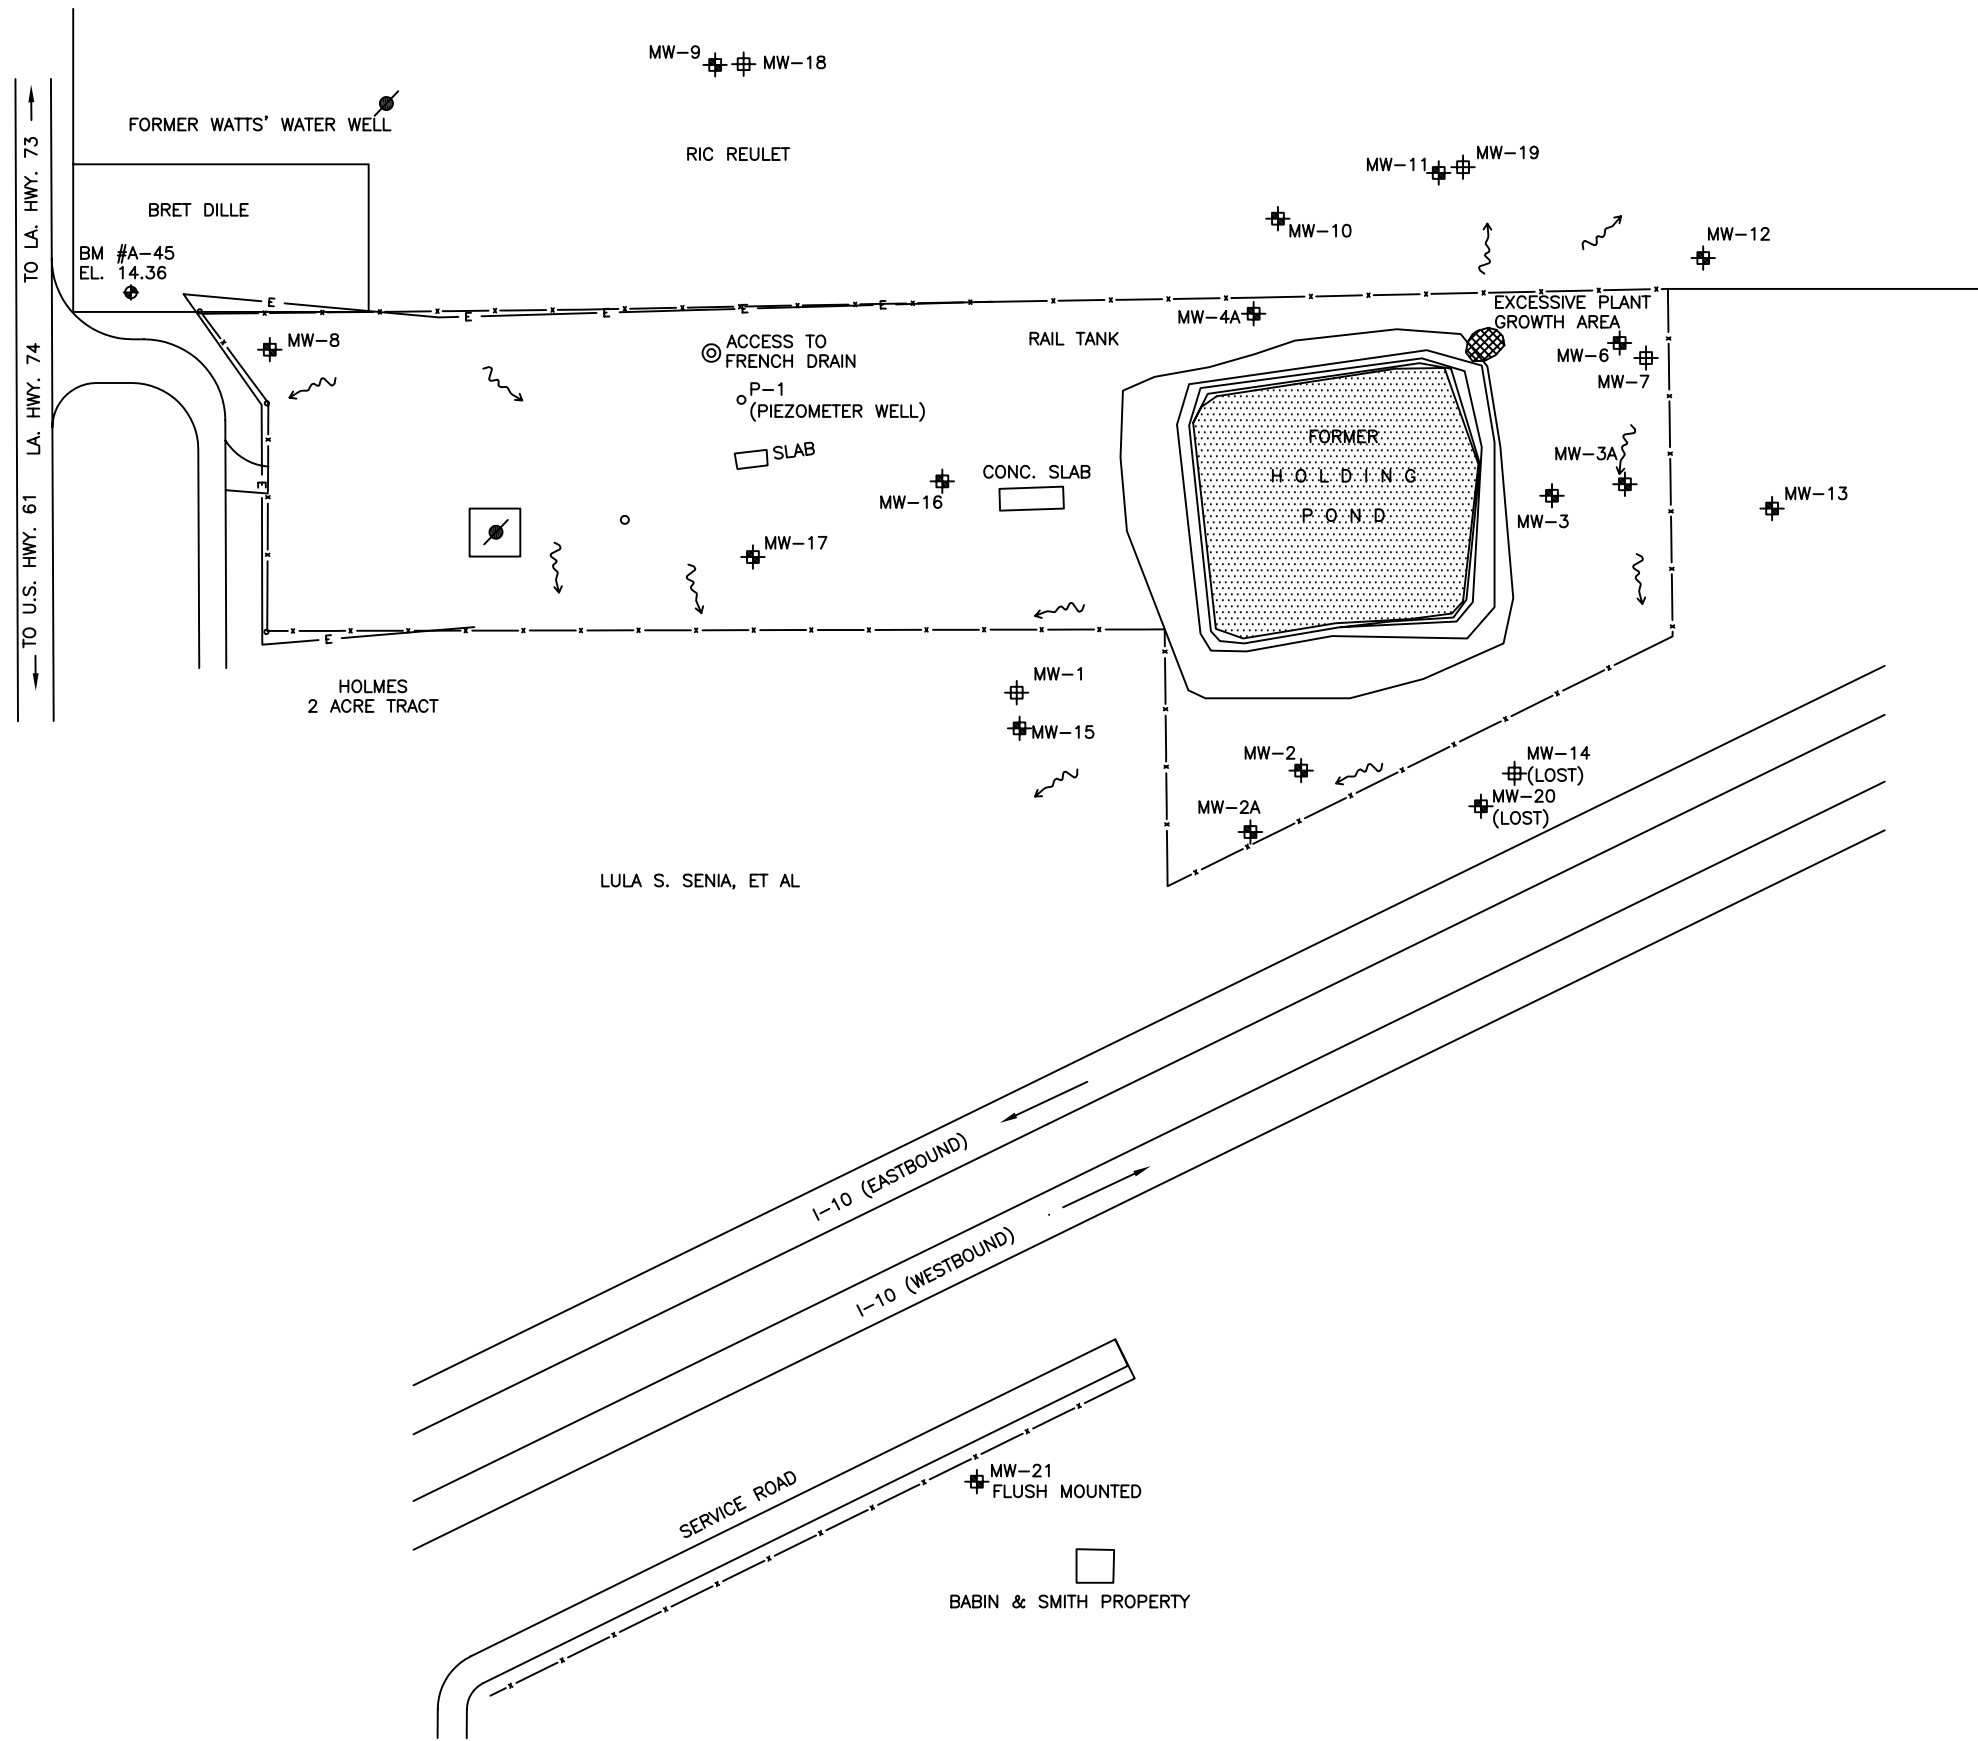 MW-9
MW-18
FORMER WATTS' WATER WELL
RIC REULET
MW-11
MW-19
BRET DILLE
MW-10
MW-12
BM #A-45
EL. 14.36
TO LA. HWY. 73
LA. HWY. 74
TO U.S. HWY. 61
E
E
E
E
E
EXCESSIVE PLANT
GROWTH AREA
MW-4A
MW-8
ACCESS TO
FRENCH DRAIN
RAIL TANK
MW-6
MW-7
P-1
(PIEZOMETER WELL)
FORMER
HOLDING
POND
SLAB
CONC. SLAB
MW-16
MW-3A
MW-3
MW-13
E
MW-17
E
HOLMES
2 ACRE TRACT
MW-1
MW-15
MW-2
MW-14
(LOST)
MW-20
(LOST)
MW-2A
LULA S. SENIA, ET AL
I-10 (EASTBOUND)
I-10 (WESTBOUND)
SERVICE ROAD
MW-21
FLUSH MOUNTED
BABIN & SMITH PROPERTY